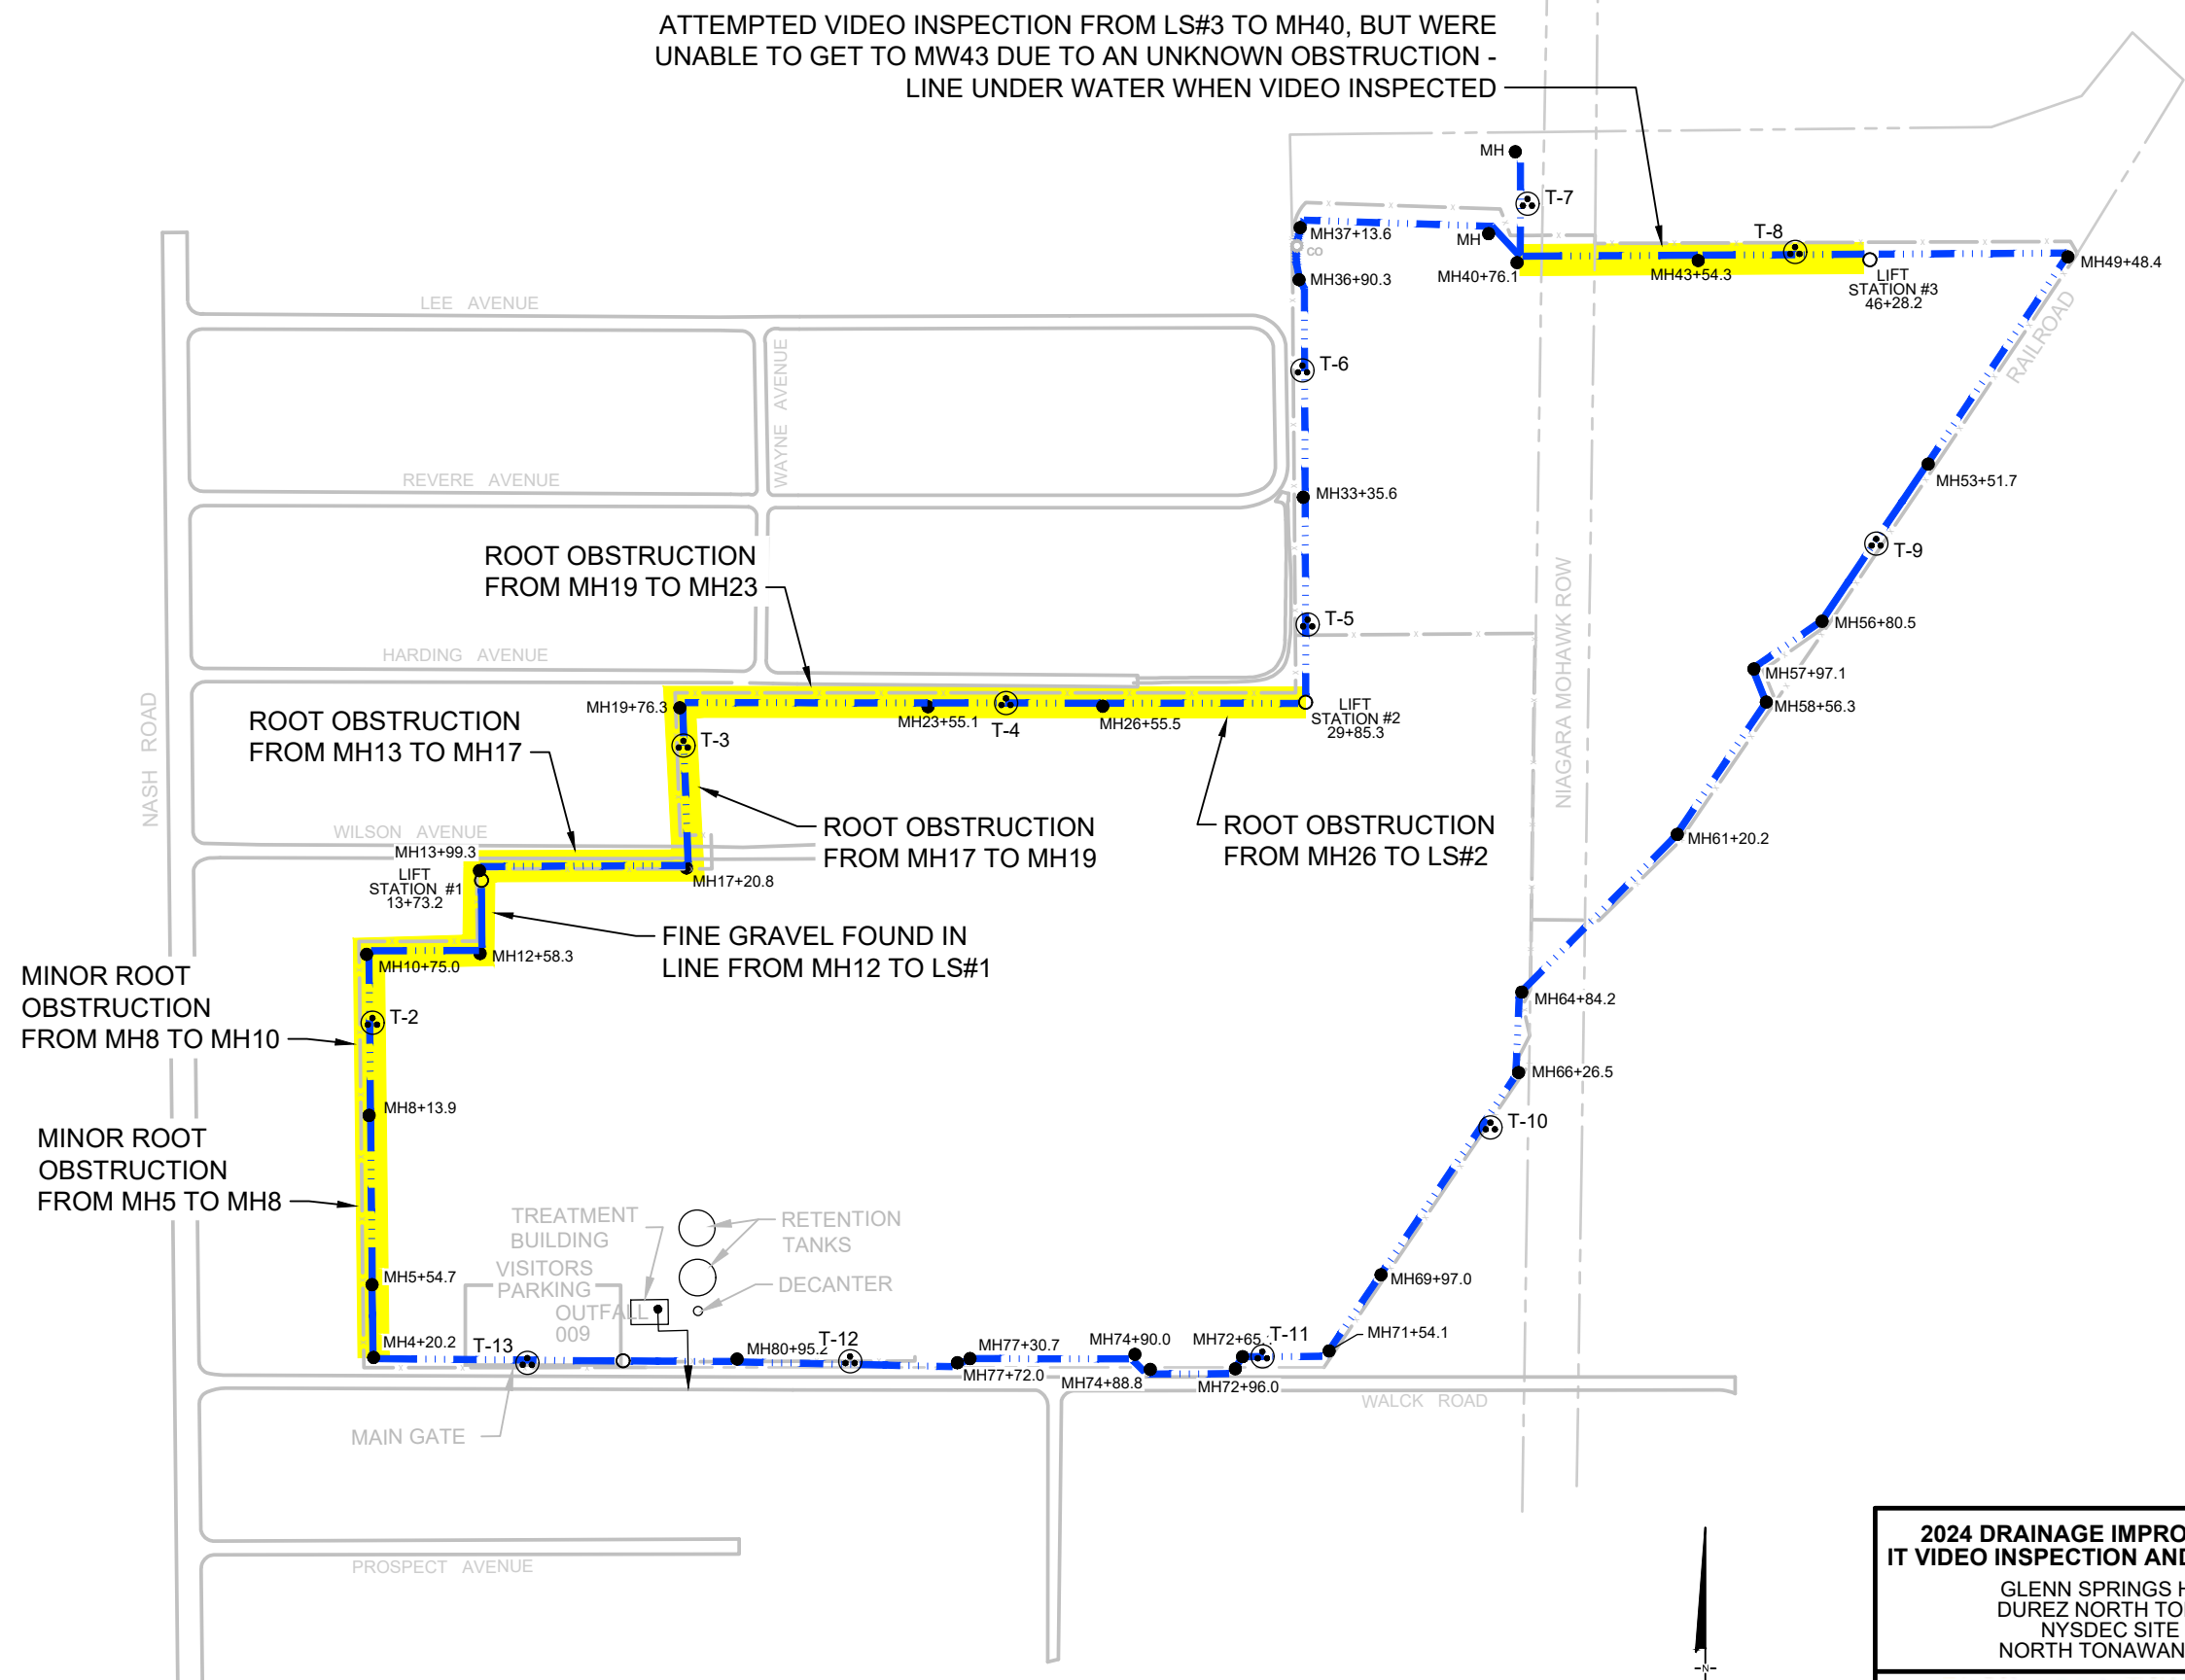 ATTEMPTED VIDEO INSPECTION FROM LS#3 TO MH40, BUT WERE
UNABLE TO GET TO MW43 DUE TO AN UNKNOWN OBSTRUCTION -
LINE UNDER WATER WHEN VIDEO INSPECTED
MH
T-7
MH37+13.6
MH
CO
T-8
MH40+76.1
MH43+54.3
MH49+48.4
MH36+90.3
LIFT
STATION #3
46+28.2
LEE AVENUE
RAILROAD
WAYNE AVENUE
T-6
MH53+51.7
REVERE AVENUE
MH33+35.6
ROOT OBSTRUCTION
FROM MH19 TO MH23
T-9
T-5
MH56+80.5
HARDING AVENUE
NIAGARA MOHAWK ROW
MH57+97.1
MH58+56.3
MH19+76.3
MH23+55.1
T-4
MH26+55.5
LIFT
STATION #2
29+85.3
ROOT OBSTRUCTION
FROM MH13 TO MH17
T-3
NASH ROAD
WILSON AVENUE
ROOT OBSTRUCTION
FROM MH17 TO MH19
ROOT OBSTRUCTION
FROM MH26 TO LS#2
MH61+20.2
MH13+99.3
LIFT
STATION #1
13+73.2
MH17+20.8
FINE GRAVEL FOUND IN
LINE FROM MH12 TO LS#1
MH10+75.0
MH12+58.3
MINOR ROOT
OBSTRUCTION
FROM MH8 TO MH10
T-2
MH64+84.2
MH66+26.5
MH8+13.9
T-10
MINOR ROOT
OBSTRUCTION
FROM MH5 TO MH8
TREATMENT
BUILDING
RETENTION
TANKS
VISITORS
PARKING
DECANTER
OUTFALL
009
MH5+54.7
MH69+97.0
MH4+20.2
T-13
MH80+95.2
T-12
MH77+30.7
MH74+90.0
MH72+65.
T-11
MH71+54.1
MH77+72.0
MH74+88.8
MH72+96.0
WALCK ROAD
MAIN GATE
PROSPECT AVENUE
N
2024 DRAINAGE IMPRO
IT VIDEO INSPECTION AND
GLENN SPRINGS H
DUREZ NORTH TO
NYSDEC SITE
NORTH TONAWAN